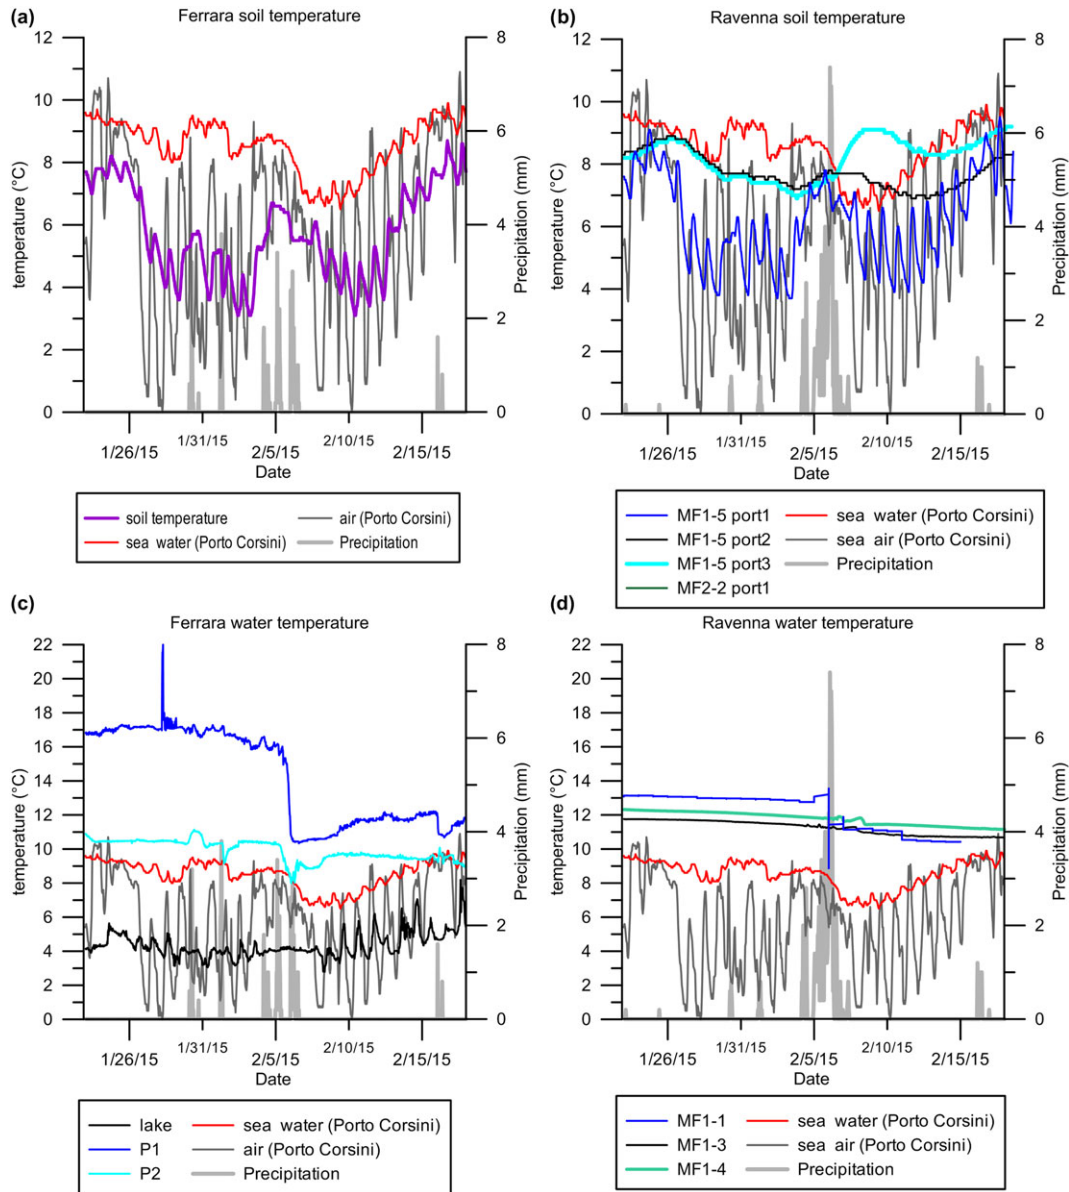 (a)
Ferrara soil temperature
12
10
8
6
4
2
0
temperature (°C)
8
6
4
2
0
Precipitation (mm)
1/26/15 1/31/15 2/5/15 2/10/15 2/15/15
Date
soil temperature air (Porto Corsini)
sea water (Porto Corsini) Precipitation
(b)
Ravenna soil temperature
12
10
8
6
4
2
0
temperature (°C)
8
6
4
2
0
Precipitation (mm)
1/26/15 1/31/15 2/5/15 2/10/15 2/15/15
Date
MF1-5 port1 sea water (Porto Corsini)
MF1-5 port2 sea air (Porto Corsini)
MF1-5 port3 Precipitation
MF2-2 port1
(c)
Ferrara water temperature
22
20
18
16
14
12
10
8
6
4
2
0
temperature (°C)
8
6
4
2
0
Precipitation (mm)
1/26/15 1/31/15 2/5/15 2/10/15 2/15/15
Date
lake sea water (Porto Corsini)
P1 air (Porto Corsini)
P2 Precipitation
(d)
Ravenna water temperature
22
20
18
16
14
12
10
8
6
4
2
0
temperature (°C)
8
6
4
2
0
Precipitation (mm)
1/26/15 1/31/15 2/5/15 2/10/15 2/15/15
Date
MF1-1 sea water (Porto Corsini)
MF1-3 sea air (Porto Corsini)
MF1-4 Precipitation